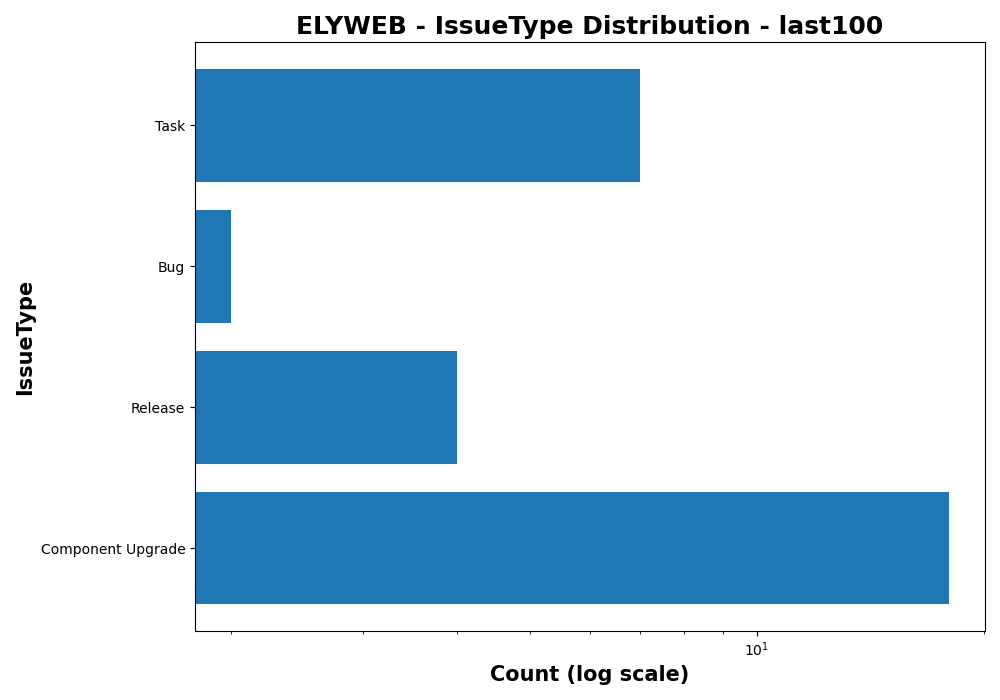 ELYWEB - IssueType Distribution - last100
Task
Bug
Release
Component Upgrade
IssueType
10¹
Count (log scale)